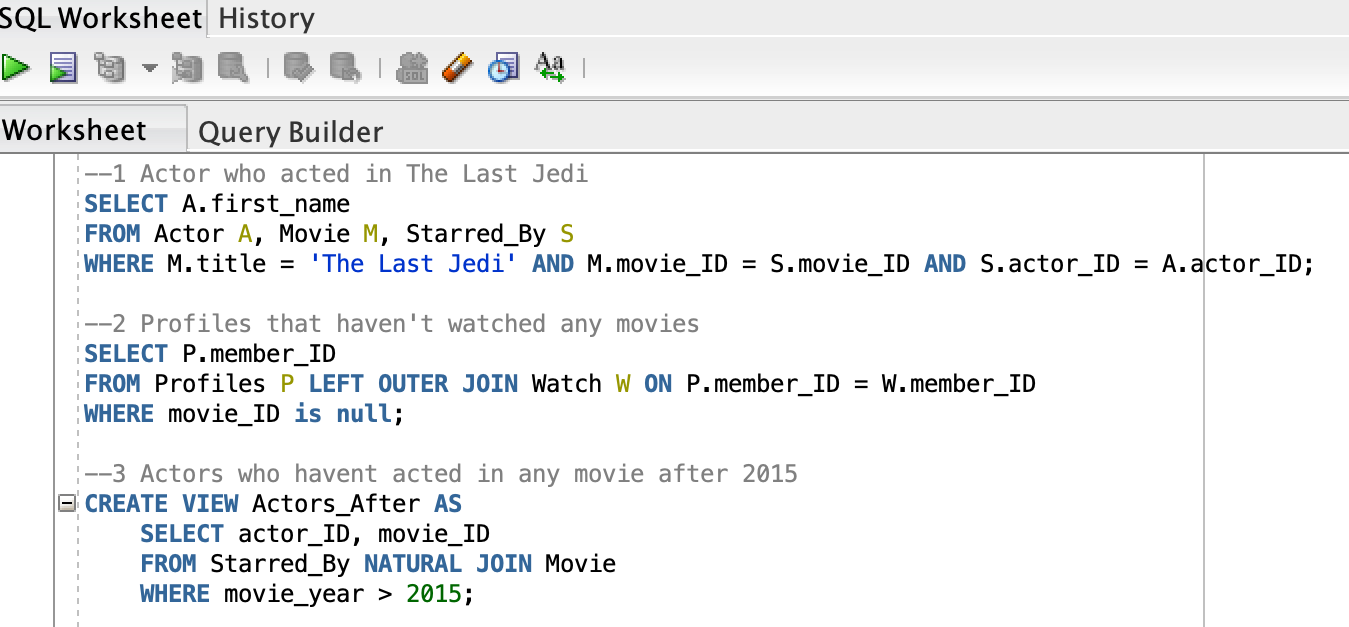 SQL Worksheet History
SQL
Aa
Worksheet Query Builder
--1 Actor who acted in The Last Jedi
SELECT A.first_name
FROM Actor A, Movie M, Starred_By S
WHERE M.title = 'The Last Jedi' AND M.movie_ID = S.movie_ID AND S.actor_ID = A.actor_ID;
--2 Profiles that haven't watched any movies
SELECT P.member_ID
FROM Profiles P LEFT OUTER JOIN Watch W ON P.member_ID = W.member_ID
WHERE movie_ID is null;
--3 Actors who havent acted in any movie after 2015
CREATE VIEW Actors_After AS
SELECT actor_ID, movie_ID
FROM Starred_By NATURAL JOIN Movie
WHERE movie_year > 2015;